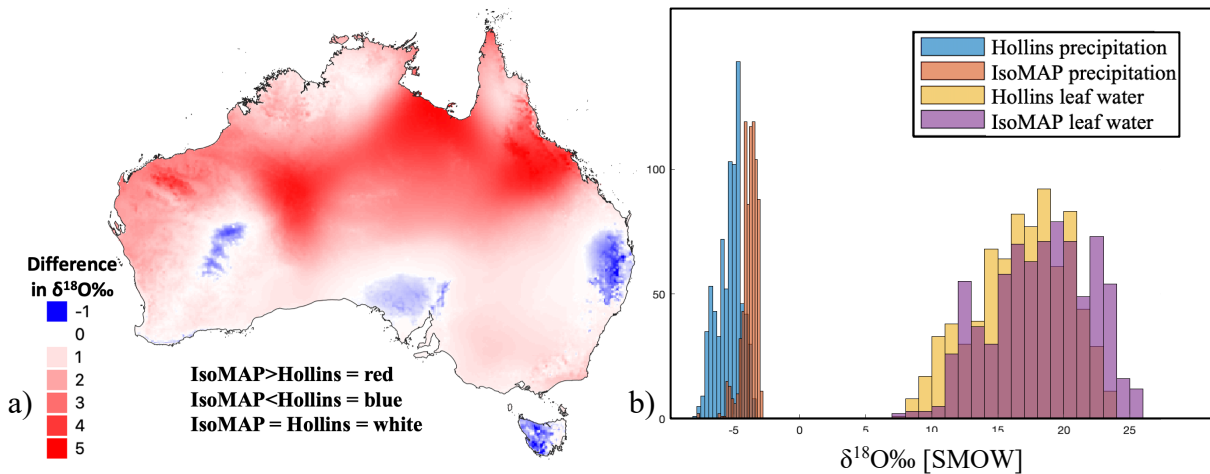 Difference
in δ¹⁸O‰
-1
0
1
2
3
4
5
a)
IsoMAP>Hollins = red
IsoMAP<Hollins = blue
IsoMAP = Hollins = white
Hollins precipitation
IsoMAP precipitation
Hollins leaf water
IsoMAP leaf water
100
50
0
-5
0
5
10
15
20
25
b)
δ¹⁸O‰ [SMOW]